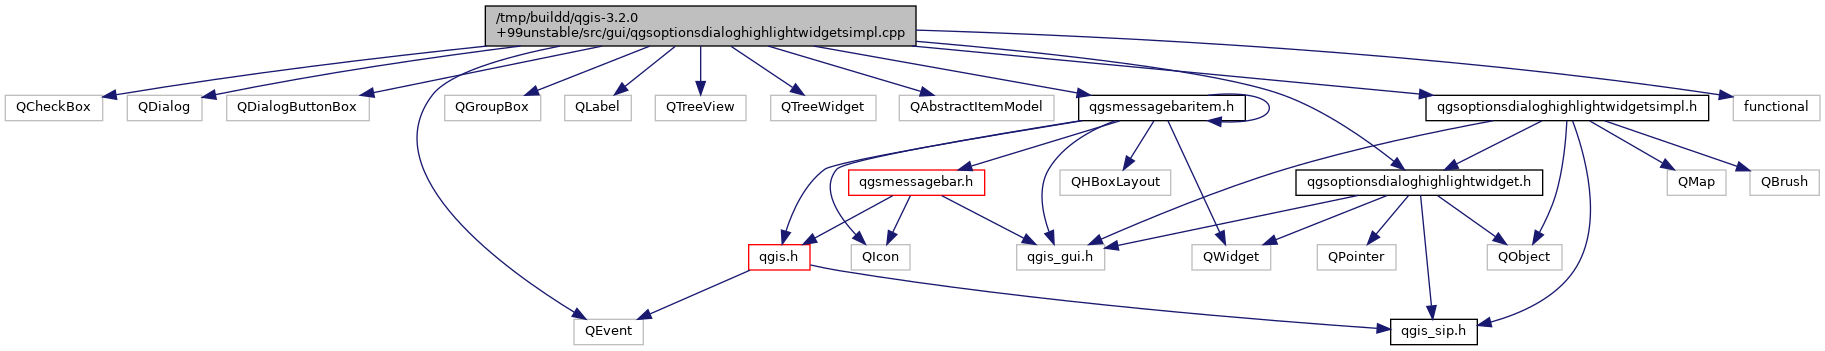 /tmp/buildd/qgis-3.2.0
+99unstable/src/gui/qgsoptionsdialoghighlightwidgetsimpl.cpp
QCheckBox
QDialog
QDialogButtonBox
QGroupBox
QLabel
QTreeView
QTreeWidget
QAbstractItemModel
qgsmessagebaritem.h
qgsoptionsdialoghighlightwidgetsimpl.h
functional
qgsmessagebar.h
QHBoxLayout
qgsoptionsdialoghighlightwidget.h
QMap
QBrush
qgis.h
QIcon
qgis_gui.h
QWidget
QPointer
QObject
QEvent
qgis_sip.h